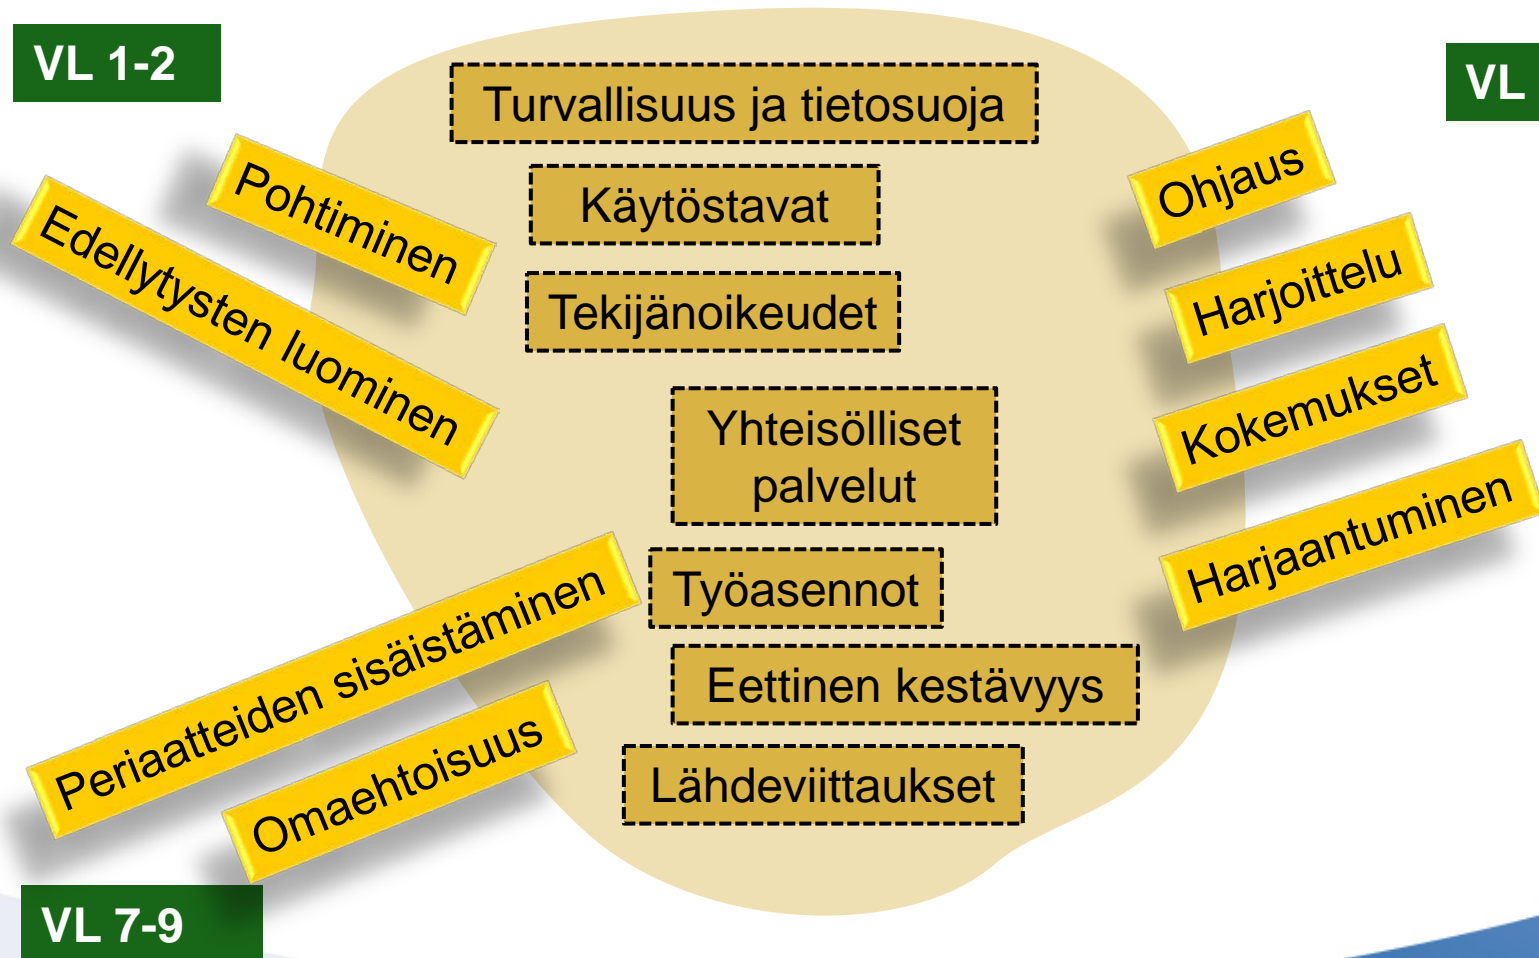 VL 1-2
VL
Turvallisuus ja tietosuoja
Käytöstavat
Tekijänoikeudet
Yhteisölliset
palvelut
Työasennot
Eettinen kestävyys
Lähdeviittaukset
Pohtiminen
Edellytysten luominen
Ohjaus
Harjoittelu
Kokemukset
Harjaantuminen
Periaatteiden sisäistäminen
Omaehtoisuus
VL 7-9